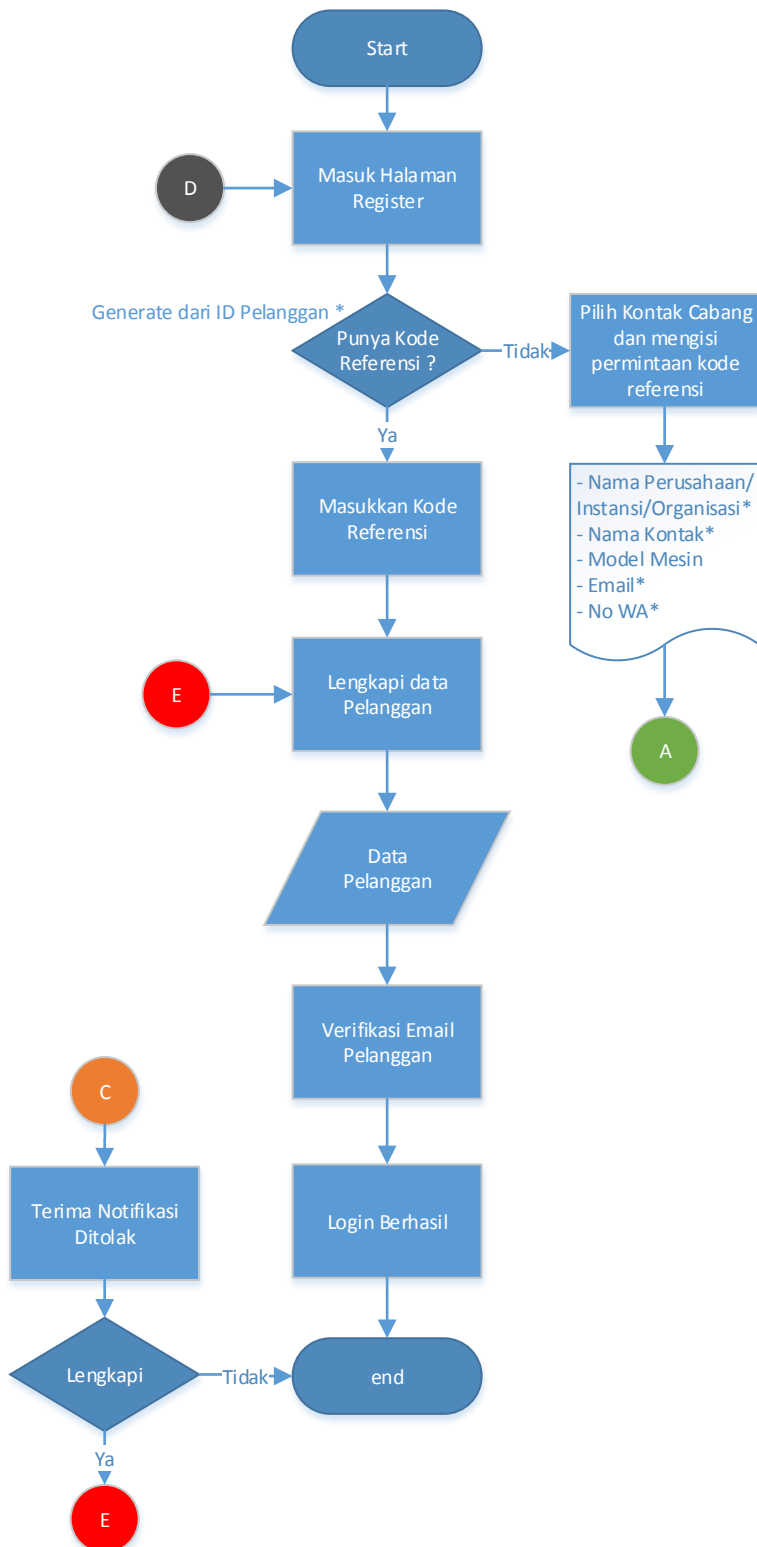 Start
D
Masuk Halaman
Register
Generate dari ID Pelanggan *
Punya Kode
Referensi ?
Tidak
Pilih Kontak Cabang
dan mengisi
permintaan kode
referensi
Ya
Masukkan Kode
Referensi
- Nama Perusahaan/
Instansi/Organisasi*
- Nama Kontak*
- Model Mesin
- Email*
- No WA*
E
Lengkapi data
Pelanggan
A
Data
Pelanggan
Verifikasi Email
Pelanggan
C
Terima Notifikasi
Ditolak
Login Berhasil
Lengkapi
Tidak
end
Ya
E